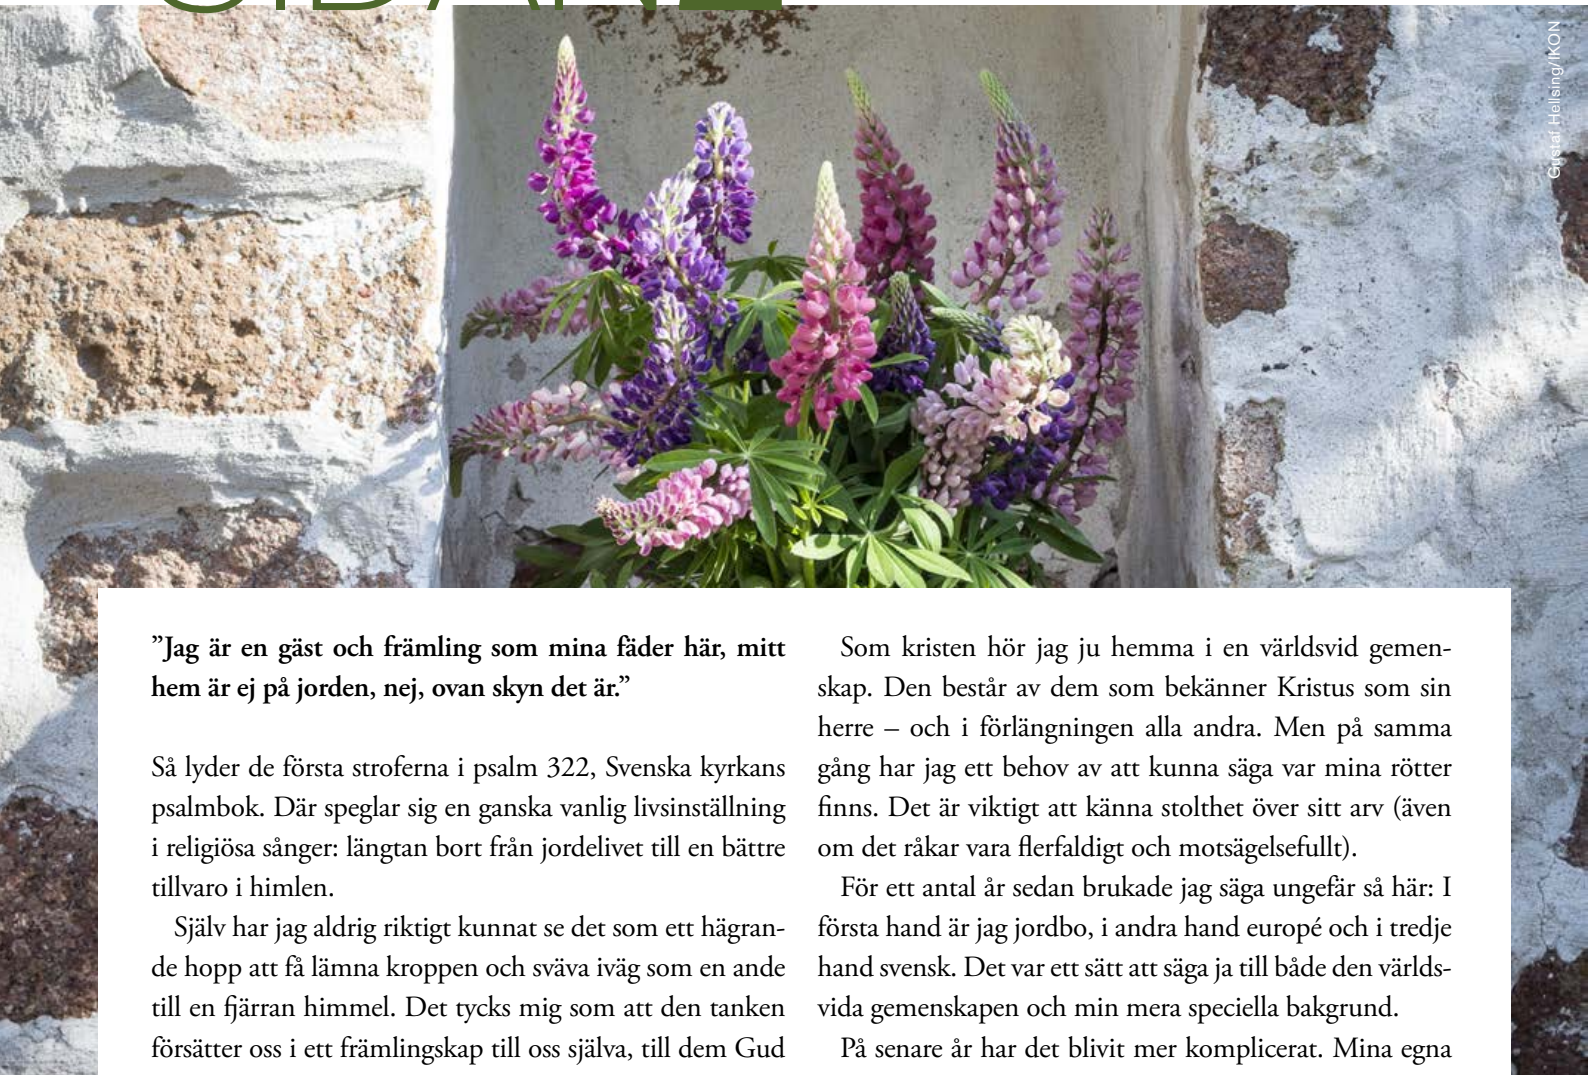 Gustaf Hellsing/IKON
”Jag är en gäst och främling som mina fäder här, mitt
hem är ej på jorden, nej, ovan skyn det är.”
Så lyder de första stroferna i psalm 322, Svenska kyrkans
psalmbok. Där speglar sig en ganska vanlig livsinställning
i religiösa sånger: längtan bort från jordelivet till en bättre
tillvaro i himlen.
Själv har jag aldrig riktigt kunnat se det som ett hägran-
de hopp att få lämna kroppen och sväva iväg som en ande
till en fjärran himmel. Det tycks mig som att den tanken
försätter oss i ett främlingskap till oss själva, till dem Gud
Som kristen hör jag ju hemma i en världsvid gemen-
skap. Den består av dem som bekänner Kristus som sin
herre – och i förlängningen alla andra. Men på samma
gång har jag ett behov av att kunna säga var mina rötter
finns. Det är viktigt att känna stolthet över sitt arv (även
om det råkar vara flerfaldigt och motsägelsefullt).
För ett antal år sedan brukade jag säga ungefär så här: I
första hand är jag jordbo, i andra hand europé och i tredje
hand svensk. Det var ett sätt att säga ja till både den världs-
vida gemenskapen och min mera speciella bakgrund.
På senare år har det blivit mer komplicerat. Mina egna